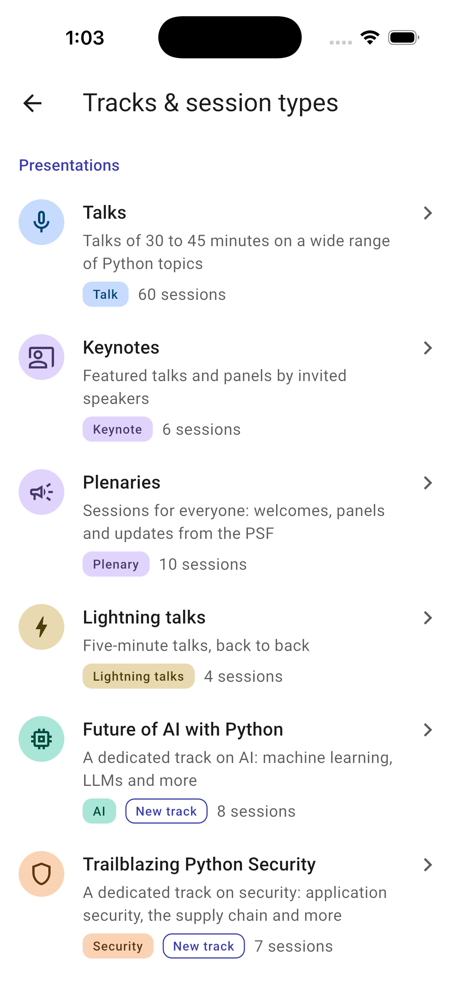 1:03
Tracks & session types
Presentations
Talks
Talks of 30 to 45 minutes on a wide range
of Python topics
Talk 60 sessions
Keynotes
Featured talks and panels by invited
speakers
Keynote 6 sessions
Plenaries
Sessions for everyone: welcomes, panels
and updates from the PSF
Plenary 10 sessions
Lightning talks
Five-minute talks, back to back
Lightning talks 4 sessions
Future of AI with Python
A dedicated track on AI: machine learning,
LLMs and more
AI New track 8 sessions
Trailblazing Python Security
A dedicated track on security: application
security, the supply chain and more
Security New track 7 sessions